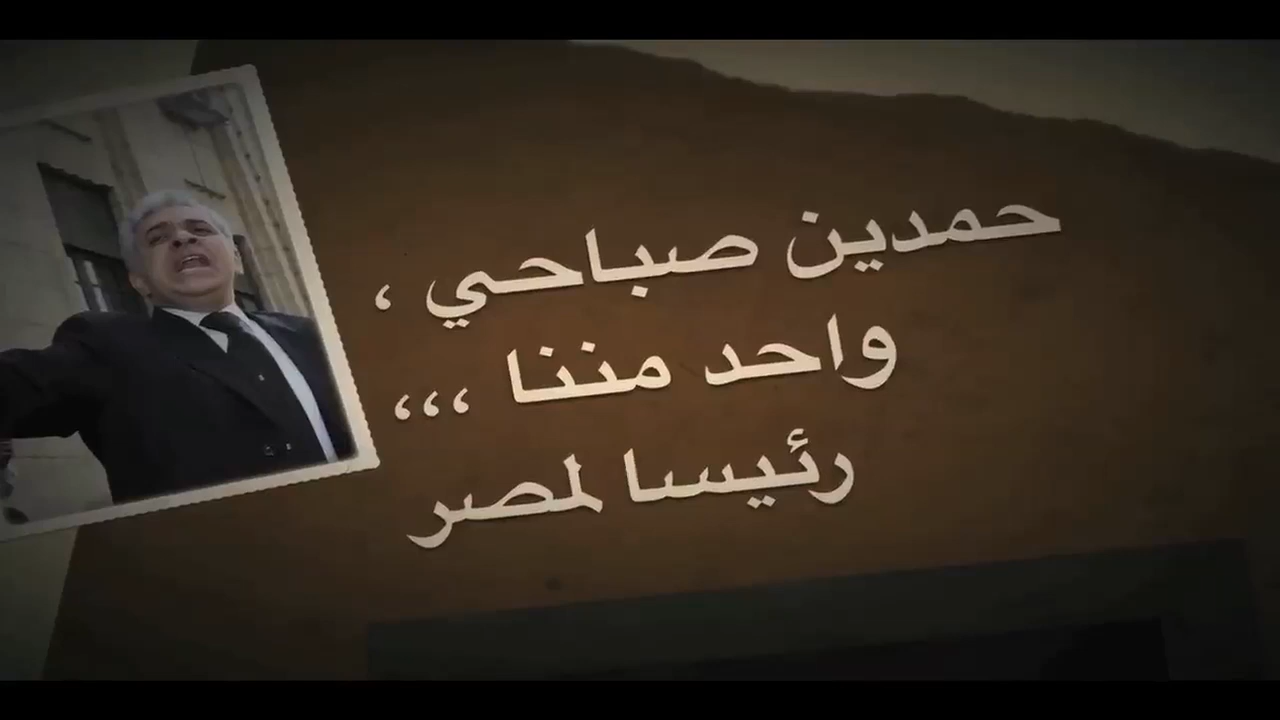 حمدين صباحي ،
واحد مننا ،،،
رئيسا لمصر